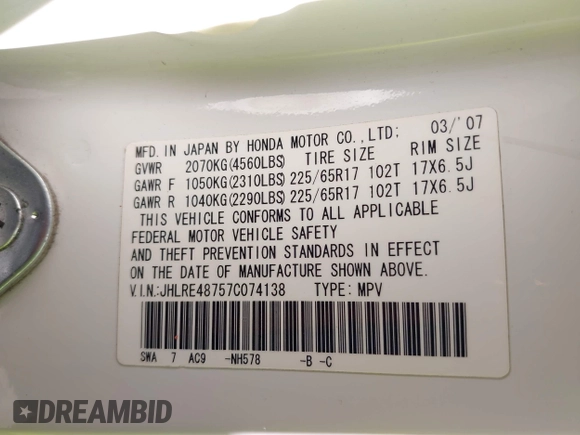 MFD. IN JAPAN BY HONDA MOTOR CO.,LTD: 03/'07
GVWR 2070KG(4560LBS) TIRE SIZE RIM SIZE
GAWR F 1050KG(2310LBS) 225/65R17 102T 17X6.5J
GAWR R 1040KG(2290LBS) 225/65R17 102T 17X6.5J
THIS VEHICLE CONFORMS TO ALL APPLICABLE
FEDERAL MOTOR VEHICLE SAFETY
AND THEFT PREVENTION STANDARDS IN EFFECT
ON THE DATE OF MANUFACTURE SHOWN ABOVE.
V.I.N:JHLRE48757C074138 TYPE: MPV
SWA 7 AC9 -NH578 -B -C
DREAMBID